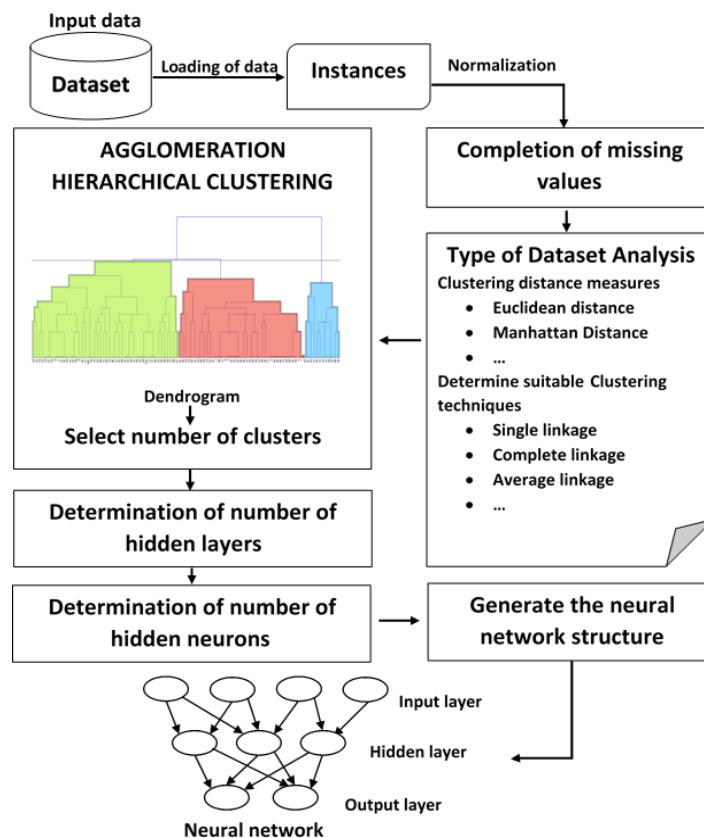 Input data
Dataset
Loading of data
Instances
Normalization
Completion of missing
values
Type of Dataset Analysis
Clustering distance measures
• Euclidean distance
• Manhattan Distance
• ...
Determine suitable Clustering
techniques
• Single linkage
• Complete linkage
• Average linkage
• ...
AGGLOMERATION
HIERARCHICAL CLUSTERING
Dendrogram
Select number of clusters
Determination of number of
hidden layers
Determination of number of
hidden neurons
Generate the neural
network structure
Input layer
Hidden layer
Output layer
Neural network